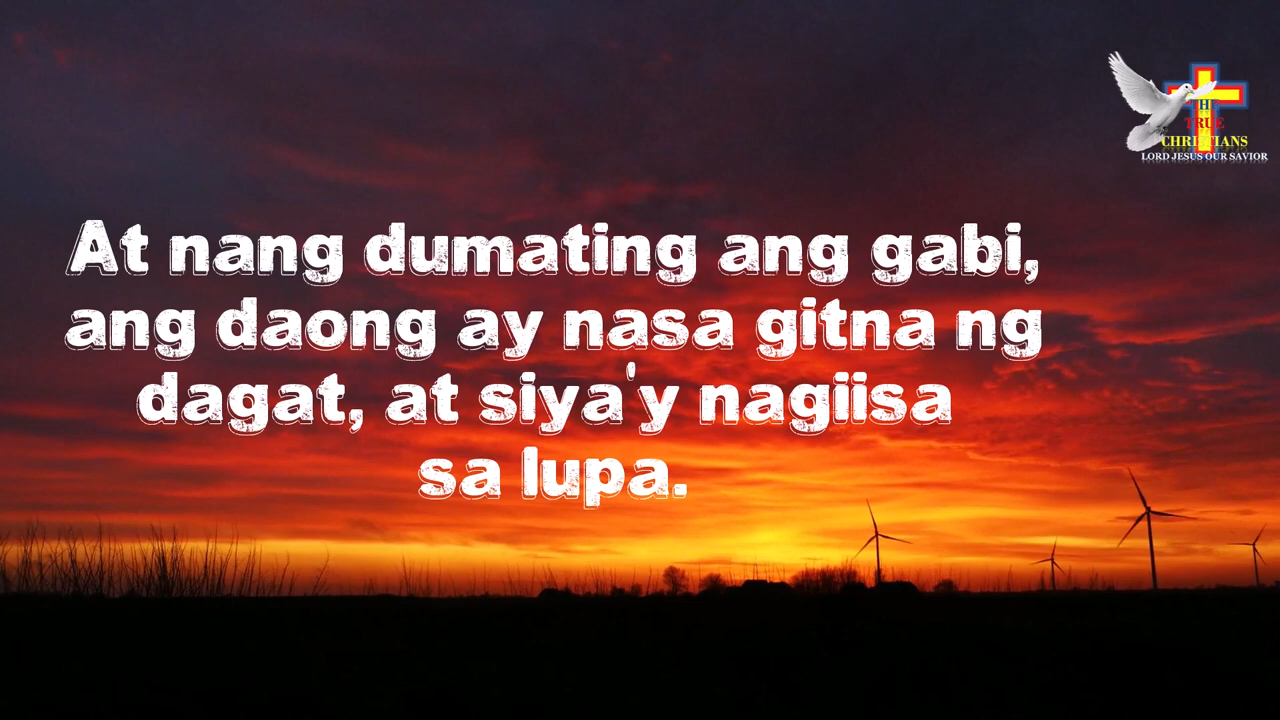 At nang dumating ang gabi,
ang daong ay nasa gitna ng
dagat, at siya'y nagiisa
sa lupa.
TRUE
CHRISTIANS
LORD JESUS OUR SAVIOR